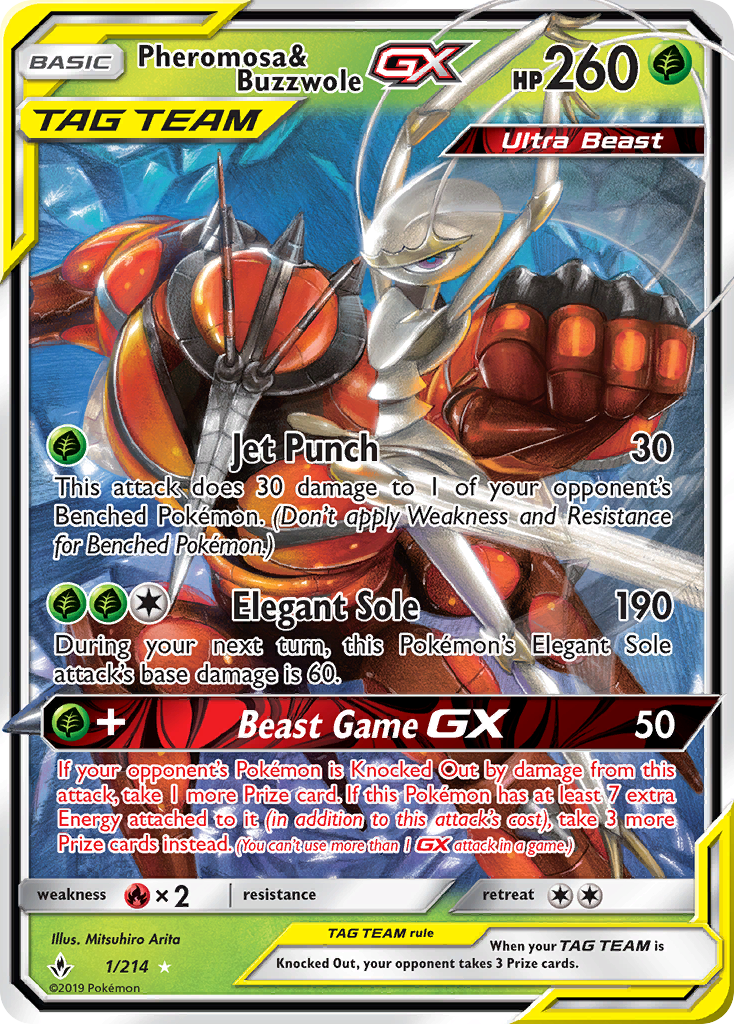 BASIC
Pheromosa&
Buzzwole
GX
HP 260
TAG TEAM
Ultra Beast
Jet Punch 30
This attack does 30 damage to 1 of your opponent's
Benched Pokémon. (Don't apply Weakness and Resistance
for Benched Pokémon.)
Elegant Sole 190
During your next turn, this Pokémon's Elegant Sole
attack's base damage is 60.
+ Beast Game GX 50
If your opponent's Pokémon is Knocked Out by damage from this
attack, take 1 more Prize card. If this Pokémon has at least 7 extra
Energy attached to it (in addition to this attack's cost), take 3 more
Prize cards instead. (You can't use more than 1 GX attack in a game.)
weakness ×2 resistance retreat
Illus. Mitsuhiro Arita
1/214
©2019 Pokémon
TAG TEAM rule
When your TAG TEAM is
Knocked Out, your opponent takes 3 Prize cards.